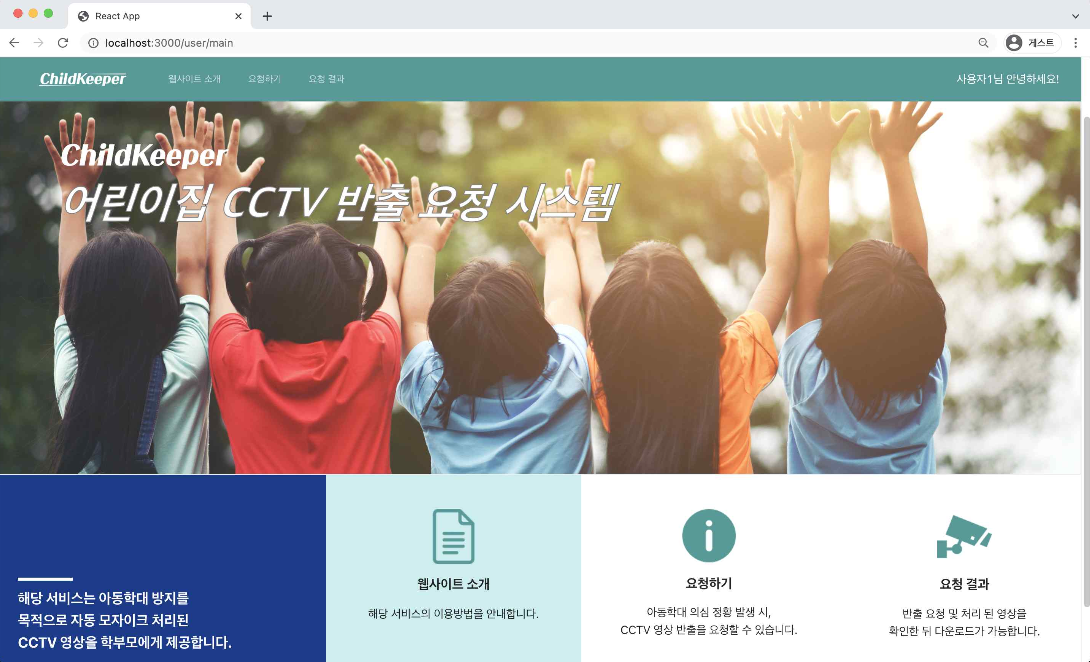 React App
localhost:3000/user/main
게스트
ChildKeeper
웹사이트 소개
요청하기
요청 결과
사용자1님 안녕하세요!
ChildKeeper
어린이집 CCTV 반출 요청 시스템
해당 서비스는 아동학대 방지를
목적으로 자동 모자이크 처리된
CCTV 영상을 학부모에게 제공합니다.
웹사이트 소개
해당 서비스의 이용방법을 안내합니다.
요청하기
아동학대 의심 정황 발생 시,
CCTV 영상 반출을 요청할 수 있습니다.
요청 결과
반출 요청 및 처리 된 영상을
확인한 뒤 다운로드가 가능합니다.